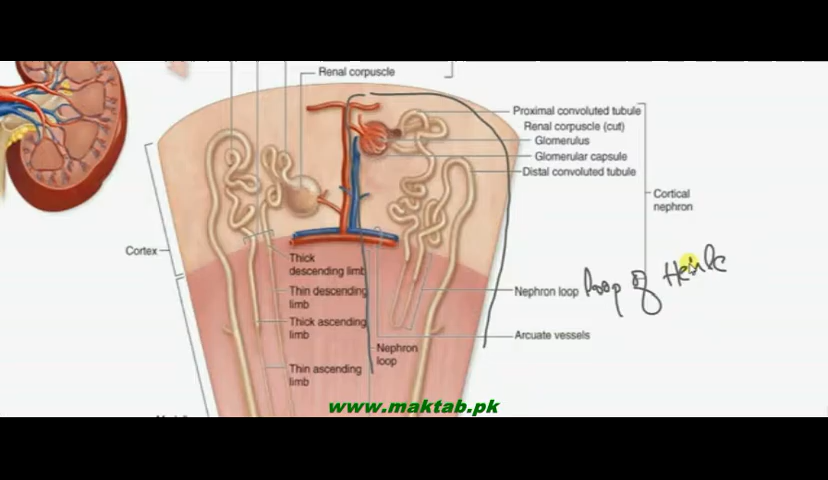 Renal corpuscle
Proximal convoluted tubule
Renal corpuscle (cut)
Glomerulus
Glomerular capsule
Distal convoluted tubule
Cortical
nephron
Cortex
Thick
descending limb
Thin descending
limb
Thick ascending
limb
Thin ascending
limb
Nephron
loop
Nephron loop
loop of Henle
Arcuate vessels
www.maktab.pk